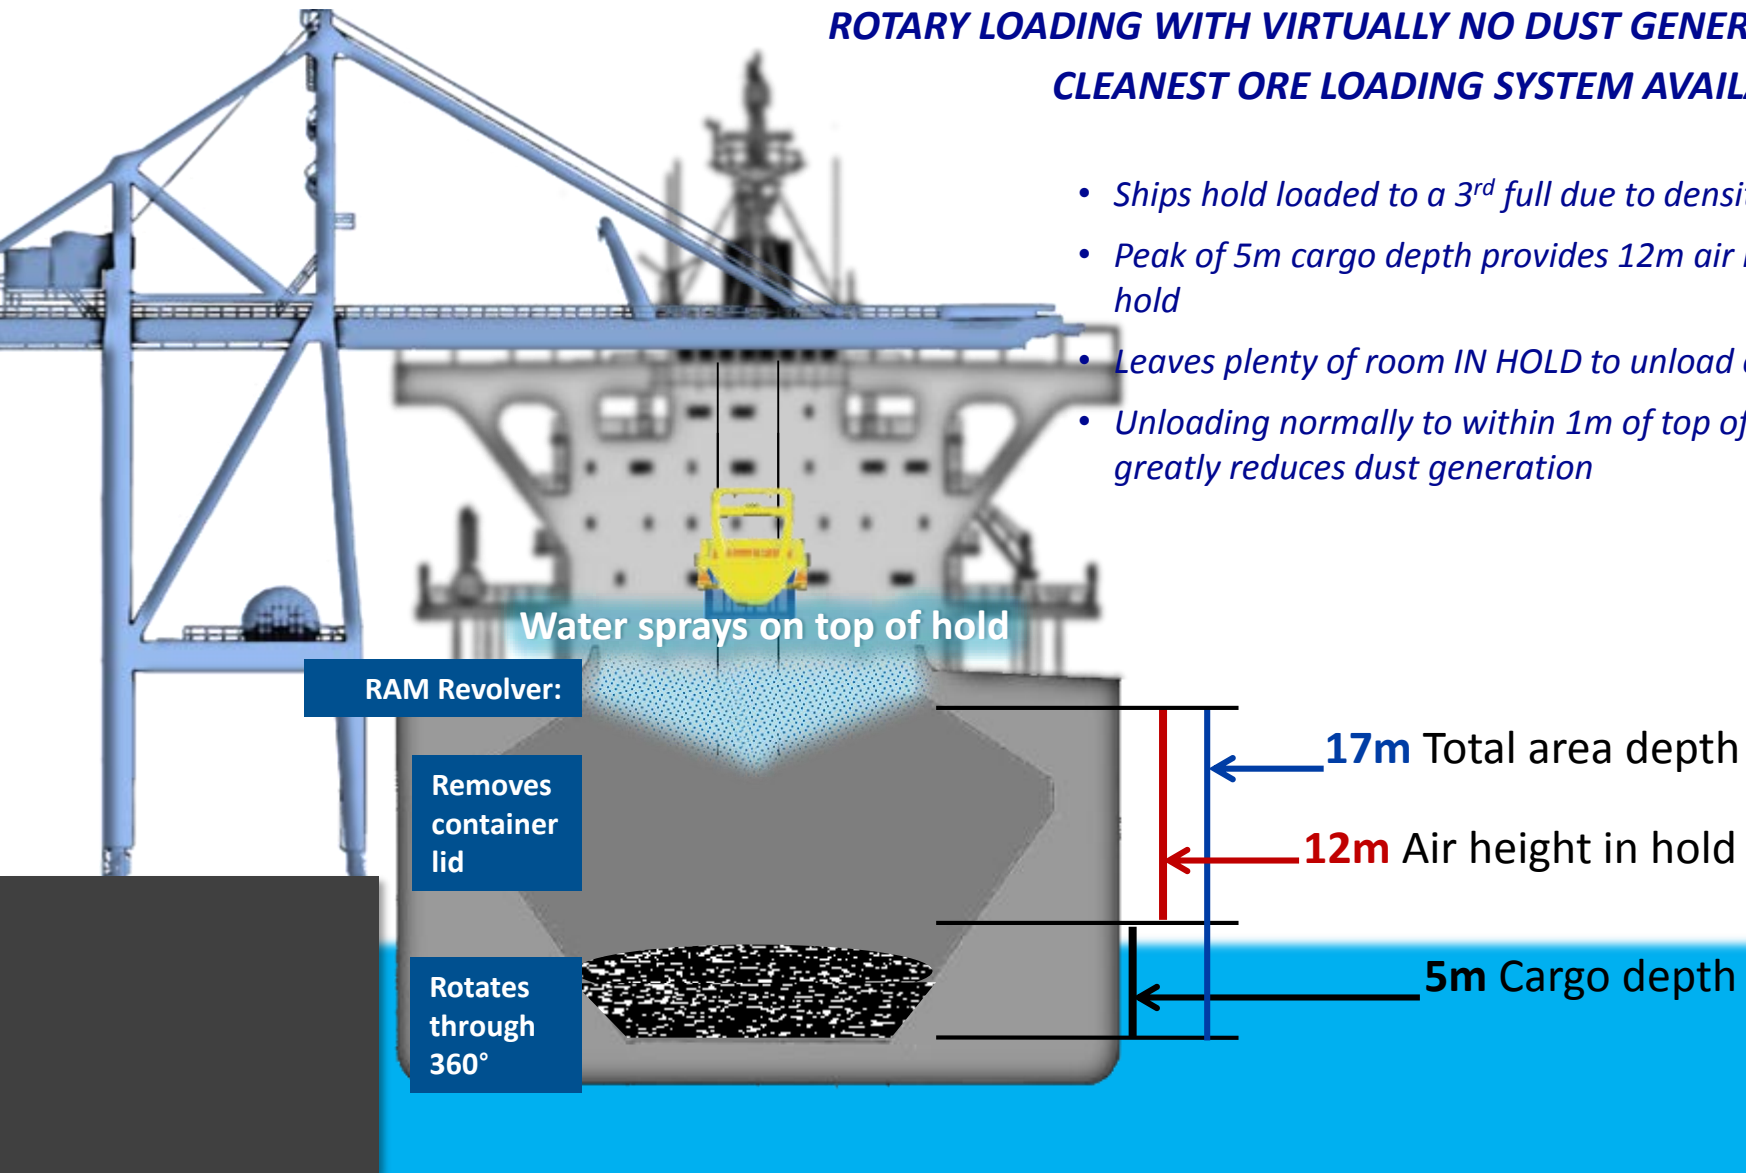 ROTARY LOADING WITH VIRTUALLY NO DUST
CLEANEST ORE LOADING SYSTEM
• Ships hold loaded to a 3rd full due to
• Peak of 5m cargo depth provides 12m air
hold
• Leaves plenty of room IN HOLD to unload
• Unloading normally to within 1m of top of
greatly reduces dust generation
Water sprays on top of hold
RAM Revolver:
Removes
container
lid
Rotates
through
360°
17m Total area depth
12m Air height in hold
5m Cargo depth